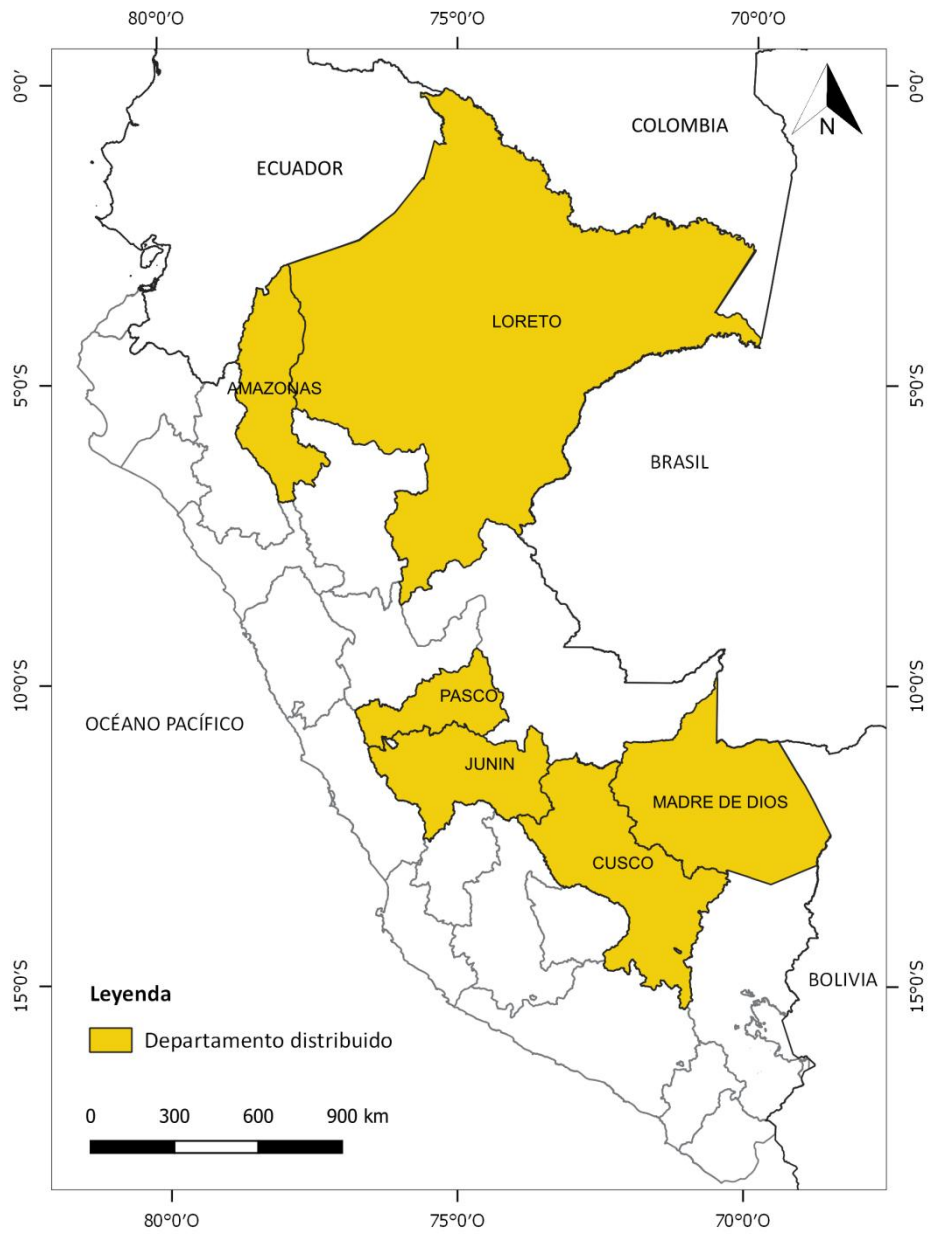 80°0'O 75°0'O 70°0'O
0°0' 0°0'
N
COLOMBIA
ECUADOR
LORETO
AMAZONAS
5°0'S 5°0'S
BRASIL
10°0'S 10°0'S
PASCO
OCÉANO PACÍFICO
JUNIN
MADRE DE DIOS
CUSCO
15°0'S 15°0'S
BOLIVIA
Leyenda
Departamento distribuido
0 300 600 900 km
80°0'O 75°0'O 70°0'O